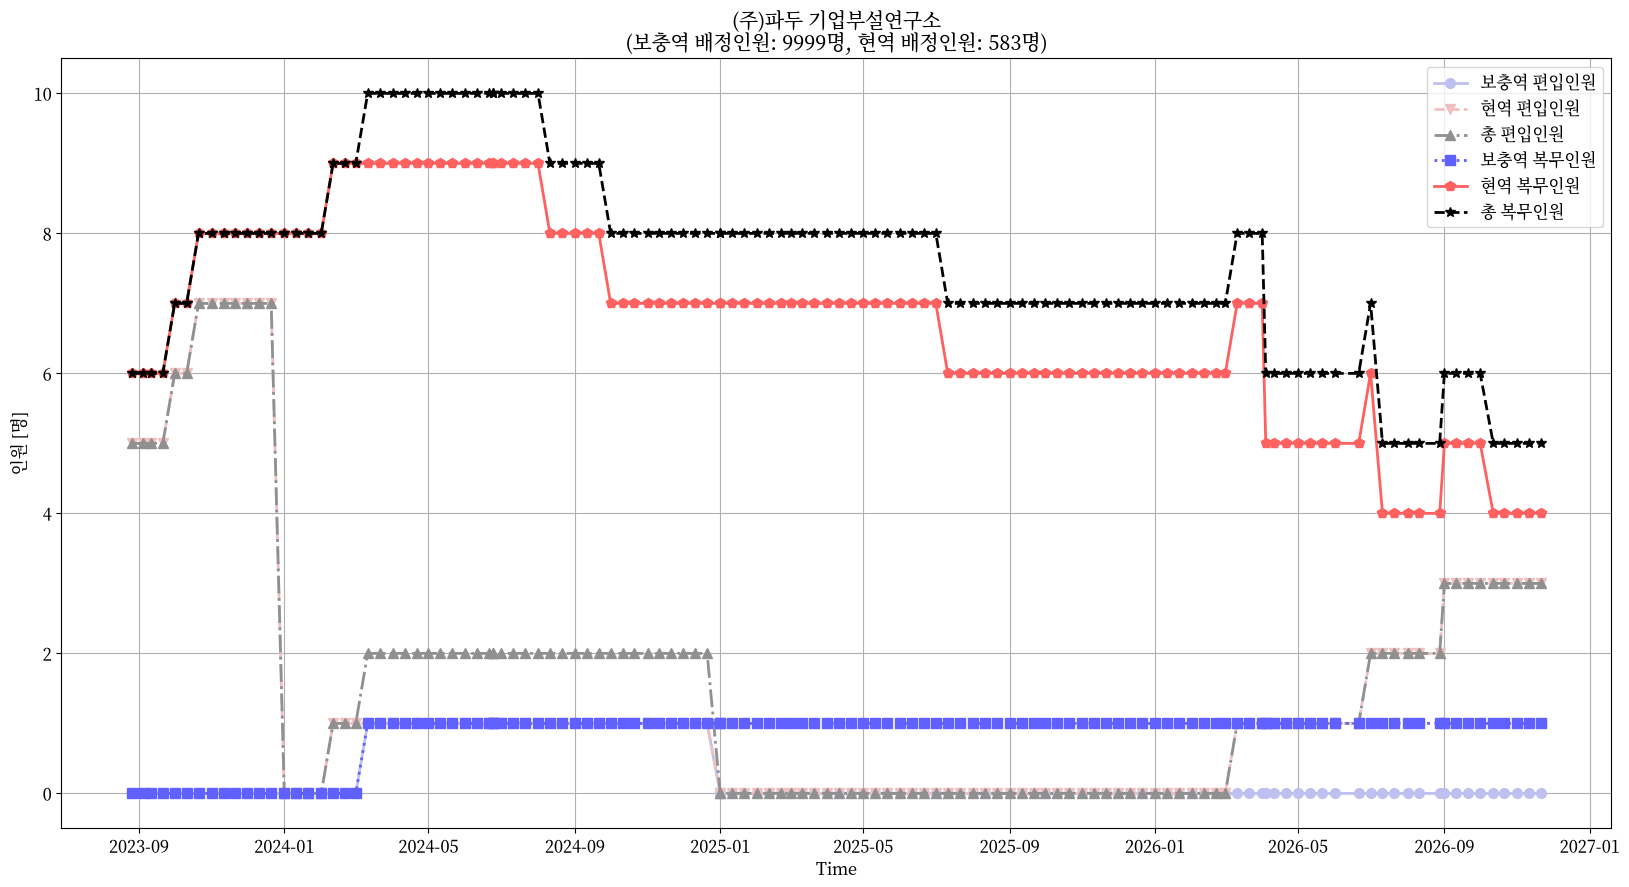 (주)파두 기업부설연구소
(보충역 배정인원: 9999명, 현역 배정인원: 583명)
보충역 편입인원
현역 편입인원
총 편입인원
보충역 복무인원
현역 복무인원
총 복무인원
인원 [명]
10
8
6
4
2
0
2023-09
2024-01
2024-05
2024-09
2025-01
2025-05
2025-09
2026-01
2026-05
2026-09
2027-01
Time